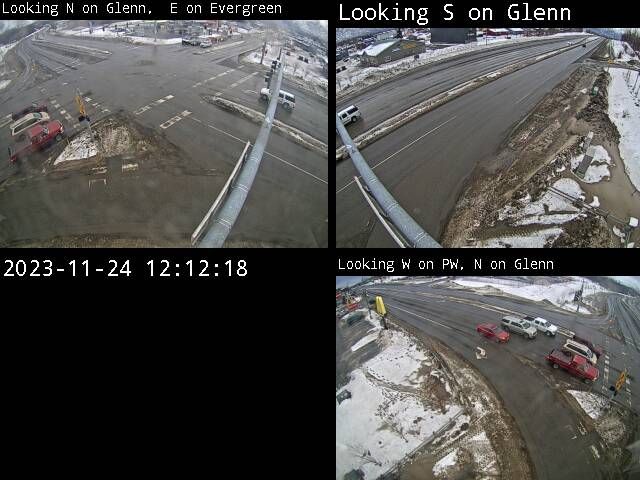 Looking N on Glenn,  E on Evergreen
Looking S on Glenn
2023-11-24 12:12:18
Looking W on PW, N on Glenn